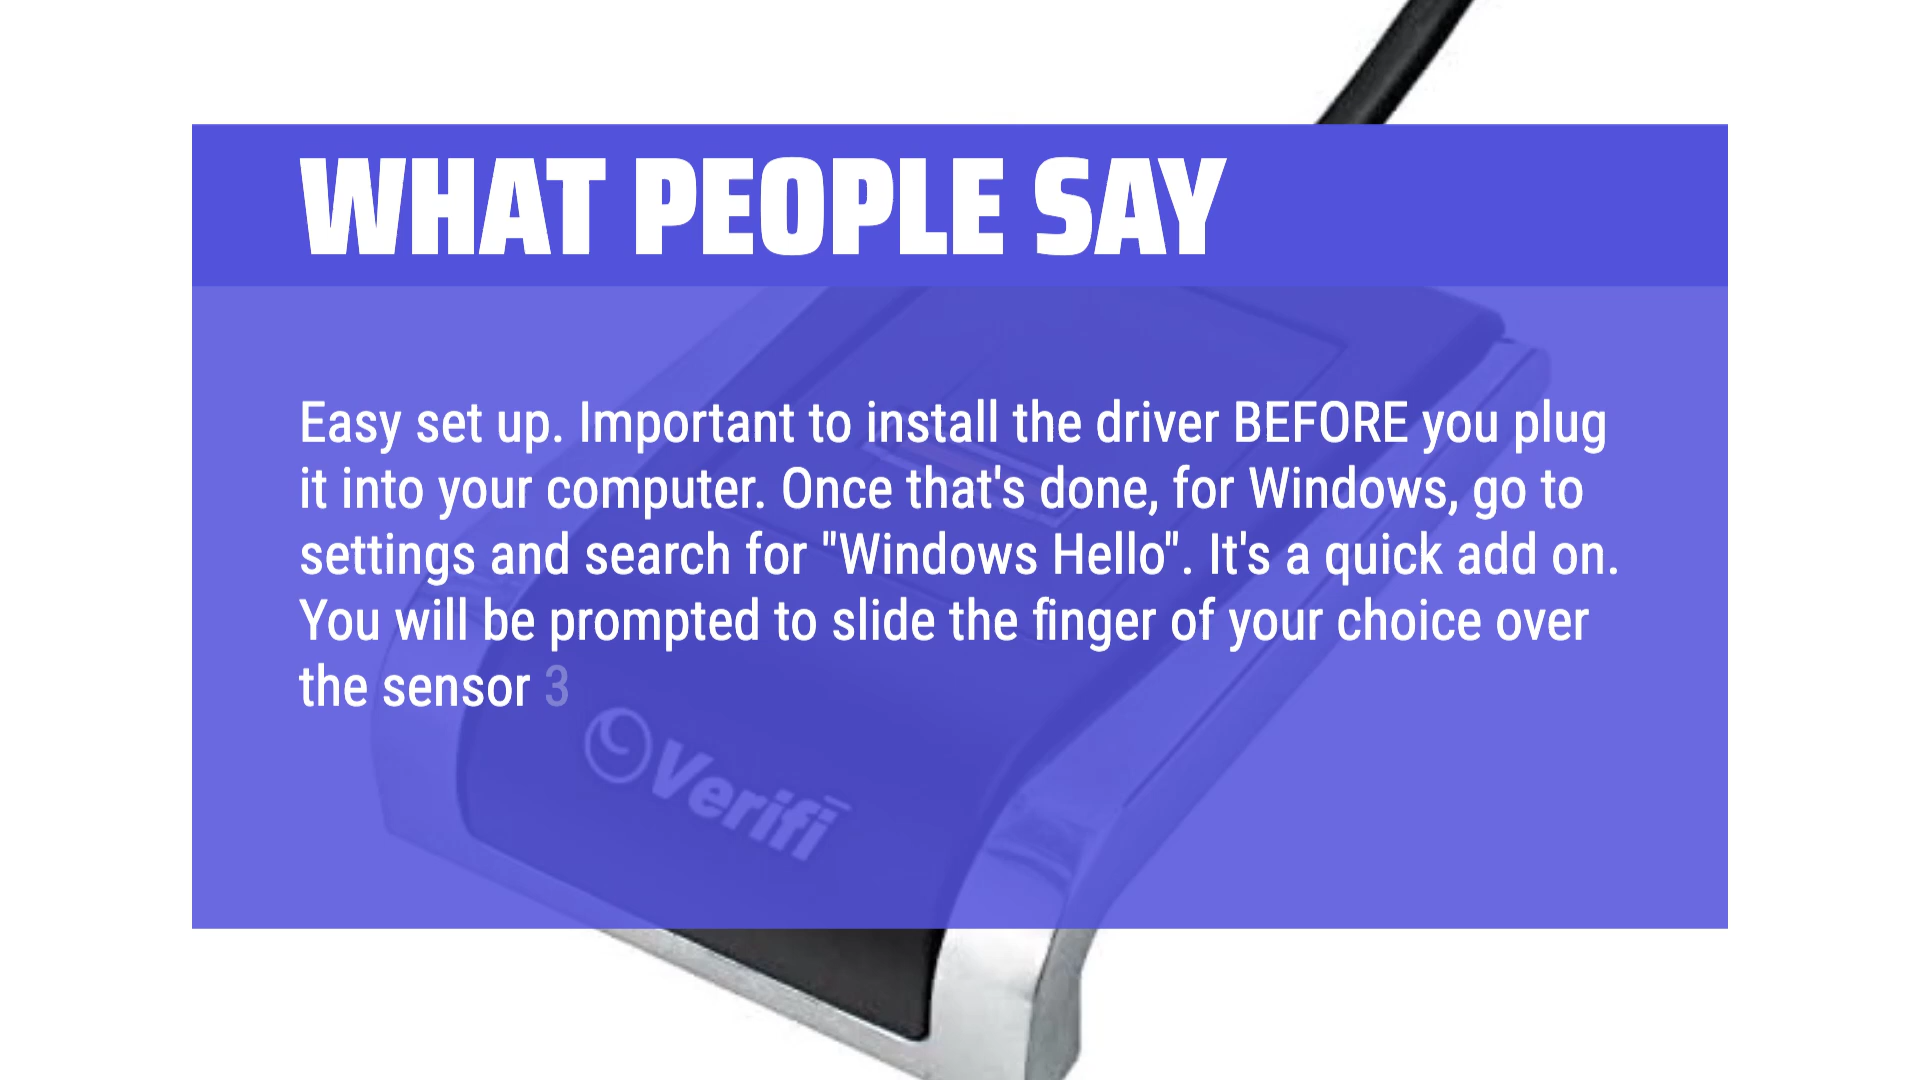 WHAT PEOPLE SAY
Easy set up. Important to install the driver BEFORE you plug
it into your computer. Once that's done, for Windows, go to
settings and search for "Windows Hello". It's a quick add on.
You will be prompted to slide the finger of your choice over
the sensor 3
Verifi